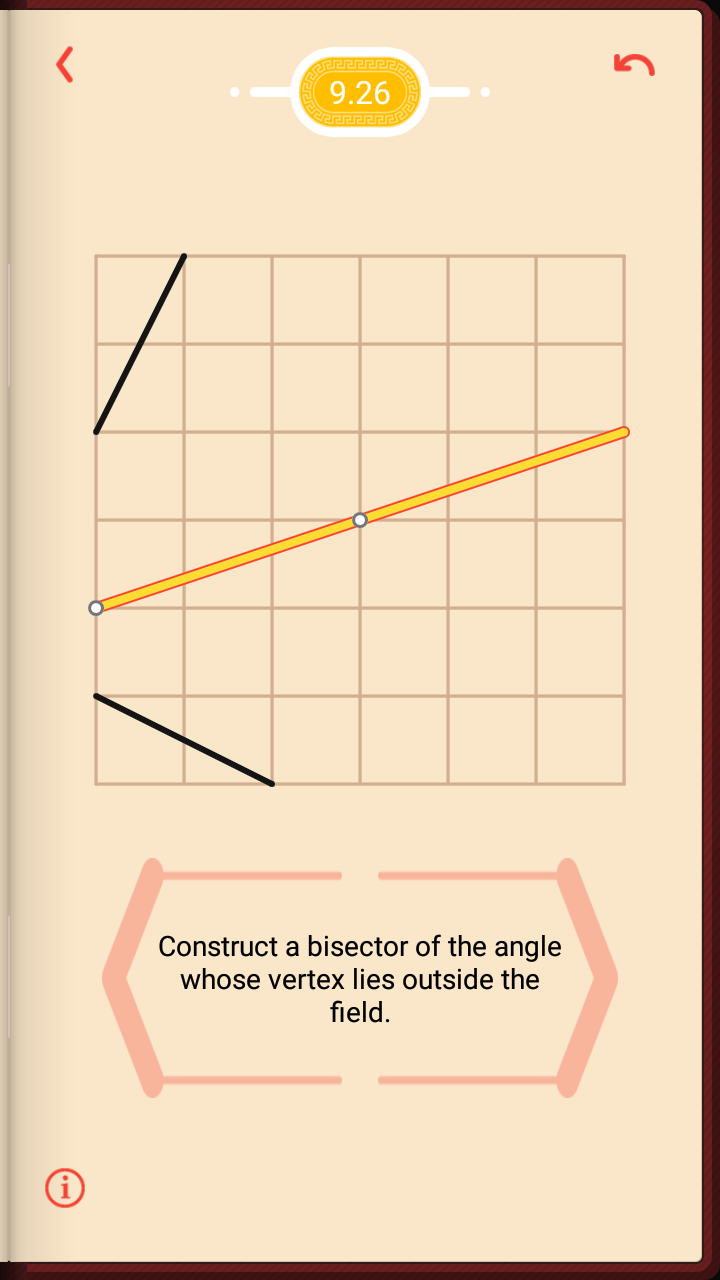 9.26
Construct a bisector of the angle
whose vertex lies outside the
field.
i